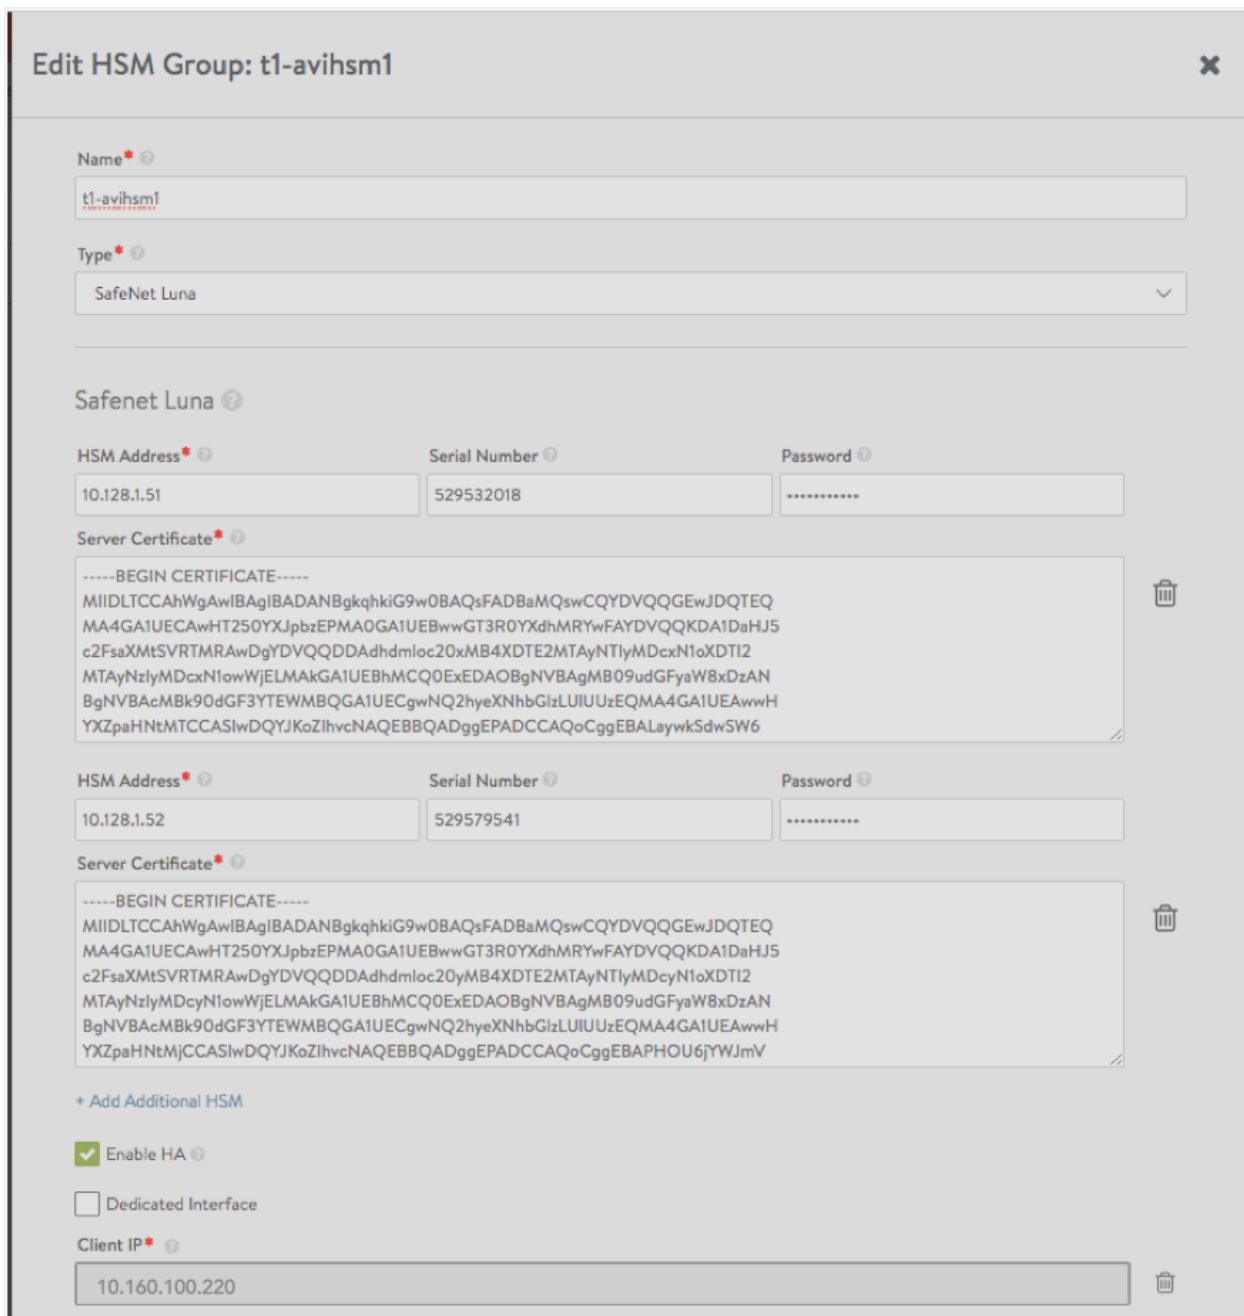 Edit HSM Group: t1-avihsm1
Name*
t1-avihsm1
Type*
SafeNet Luna
Safenet Luna
HSM Address* Serial Number Password
10.128.1.51 529532018 •••••••••••
Server Certificate*
-----BEGIN CERTIFICATE-----
MIIDLTCCAhWgAwIBAgIBADANBgkqhkiG9w0BAQsFADBaMQswCQYDVQQGEwJDQTEQ
MA4GA1UECAwHT250YXJpbzEPMA0GA1UEBwwGT3R0YXdhMRYwFAYDVQQKDA1DaHJ5
c2FsaXMtSVRTMRAwDgYDVQQDDAdhdmloc20xMB4XDTE2MTAyNTIyMDcxN1oXDTI2
MTAyNzIyMDcxN1owWjELMAkGA1UEBhMCQ0ExEDAOBgNVBAgMB09udGFyaW8xDzAN
BgNVBAcMBk90dGF3YTEWMBQGA1UECgwNQ2hyeXNhbGlzLUlUUzEQMA4GA1UEAwwH
YXZpaHNtMTCCASIwDQYJKoZIhvcNAQEBBQADggEPADCCAQoCggEBALaywkSdwSW6
HSM Address* Serial Number Password
10.128.1.52 529579541 •••••••••••
Server Certificate*
-----BEGIN CERTIFICATE-----
MIIDLTCCAhWgAwIBAgIBADANBgkqhkiG9w0BAQsFADBaMQswCQYDVQQGEwJDQTEQ
MA4GA1UECAwHT250YXJpbzEPMA0GA1UEBwwGT3R0YXdhMRYwFAYDVQQKDA1DaHJ5
c2FsaXMtSVRTMRAwDgYDVQQDDAdhdmloc20yMB4XDTE2MTAyNTIyMDcyN1oXDTI2
MTAyNzIyMDcyN1owWjELMAkGA1UEBhMCQ0ExEDAOBgNVBAgMB09udGFyaW8xDzAN
BgNVBAcMBk90dGF3YTEWMBQGA1UECgwNQ2hyeXNhbGlzLUlUUzEQMA4GA1UEAwwH
YXZpaHNtMjCCASIwDQYJKoZIhvcNAQEBBQADggEPADCCAQoCggEBAPHOU6jYWJmV
+ Add Additional HSM
Enable HA
Dedicated Interface
Client IP*
10.160.100.220